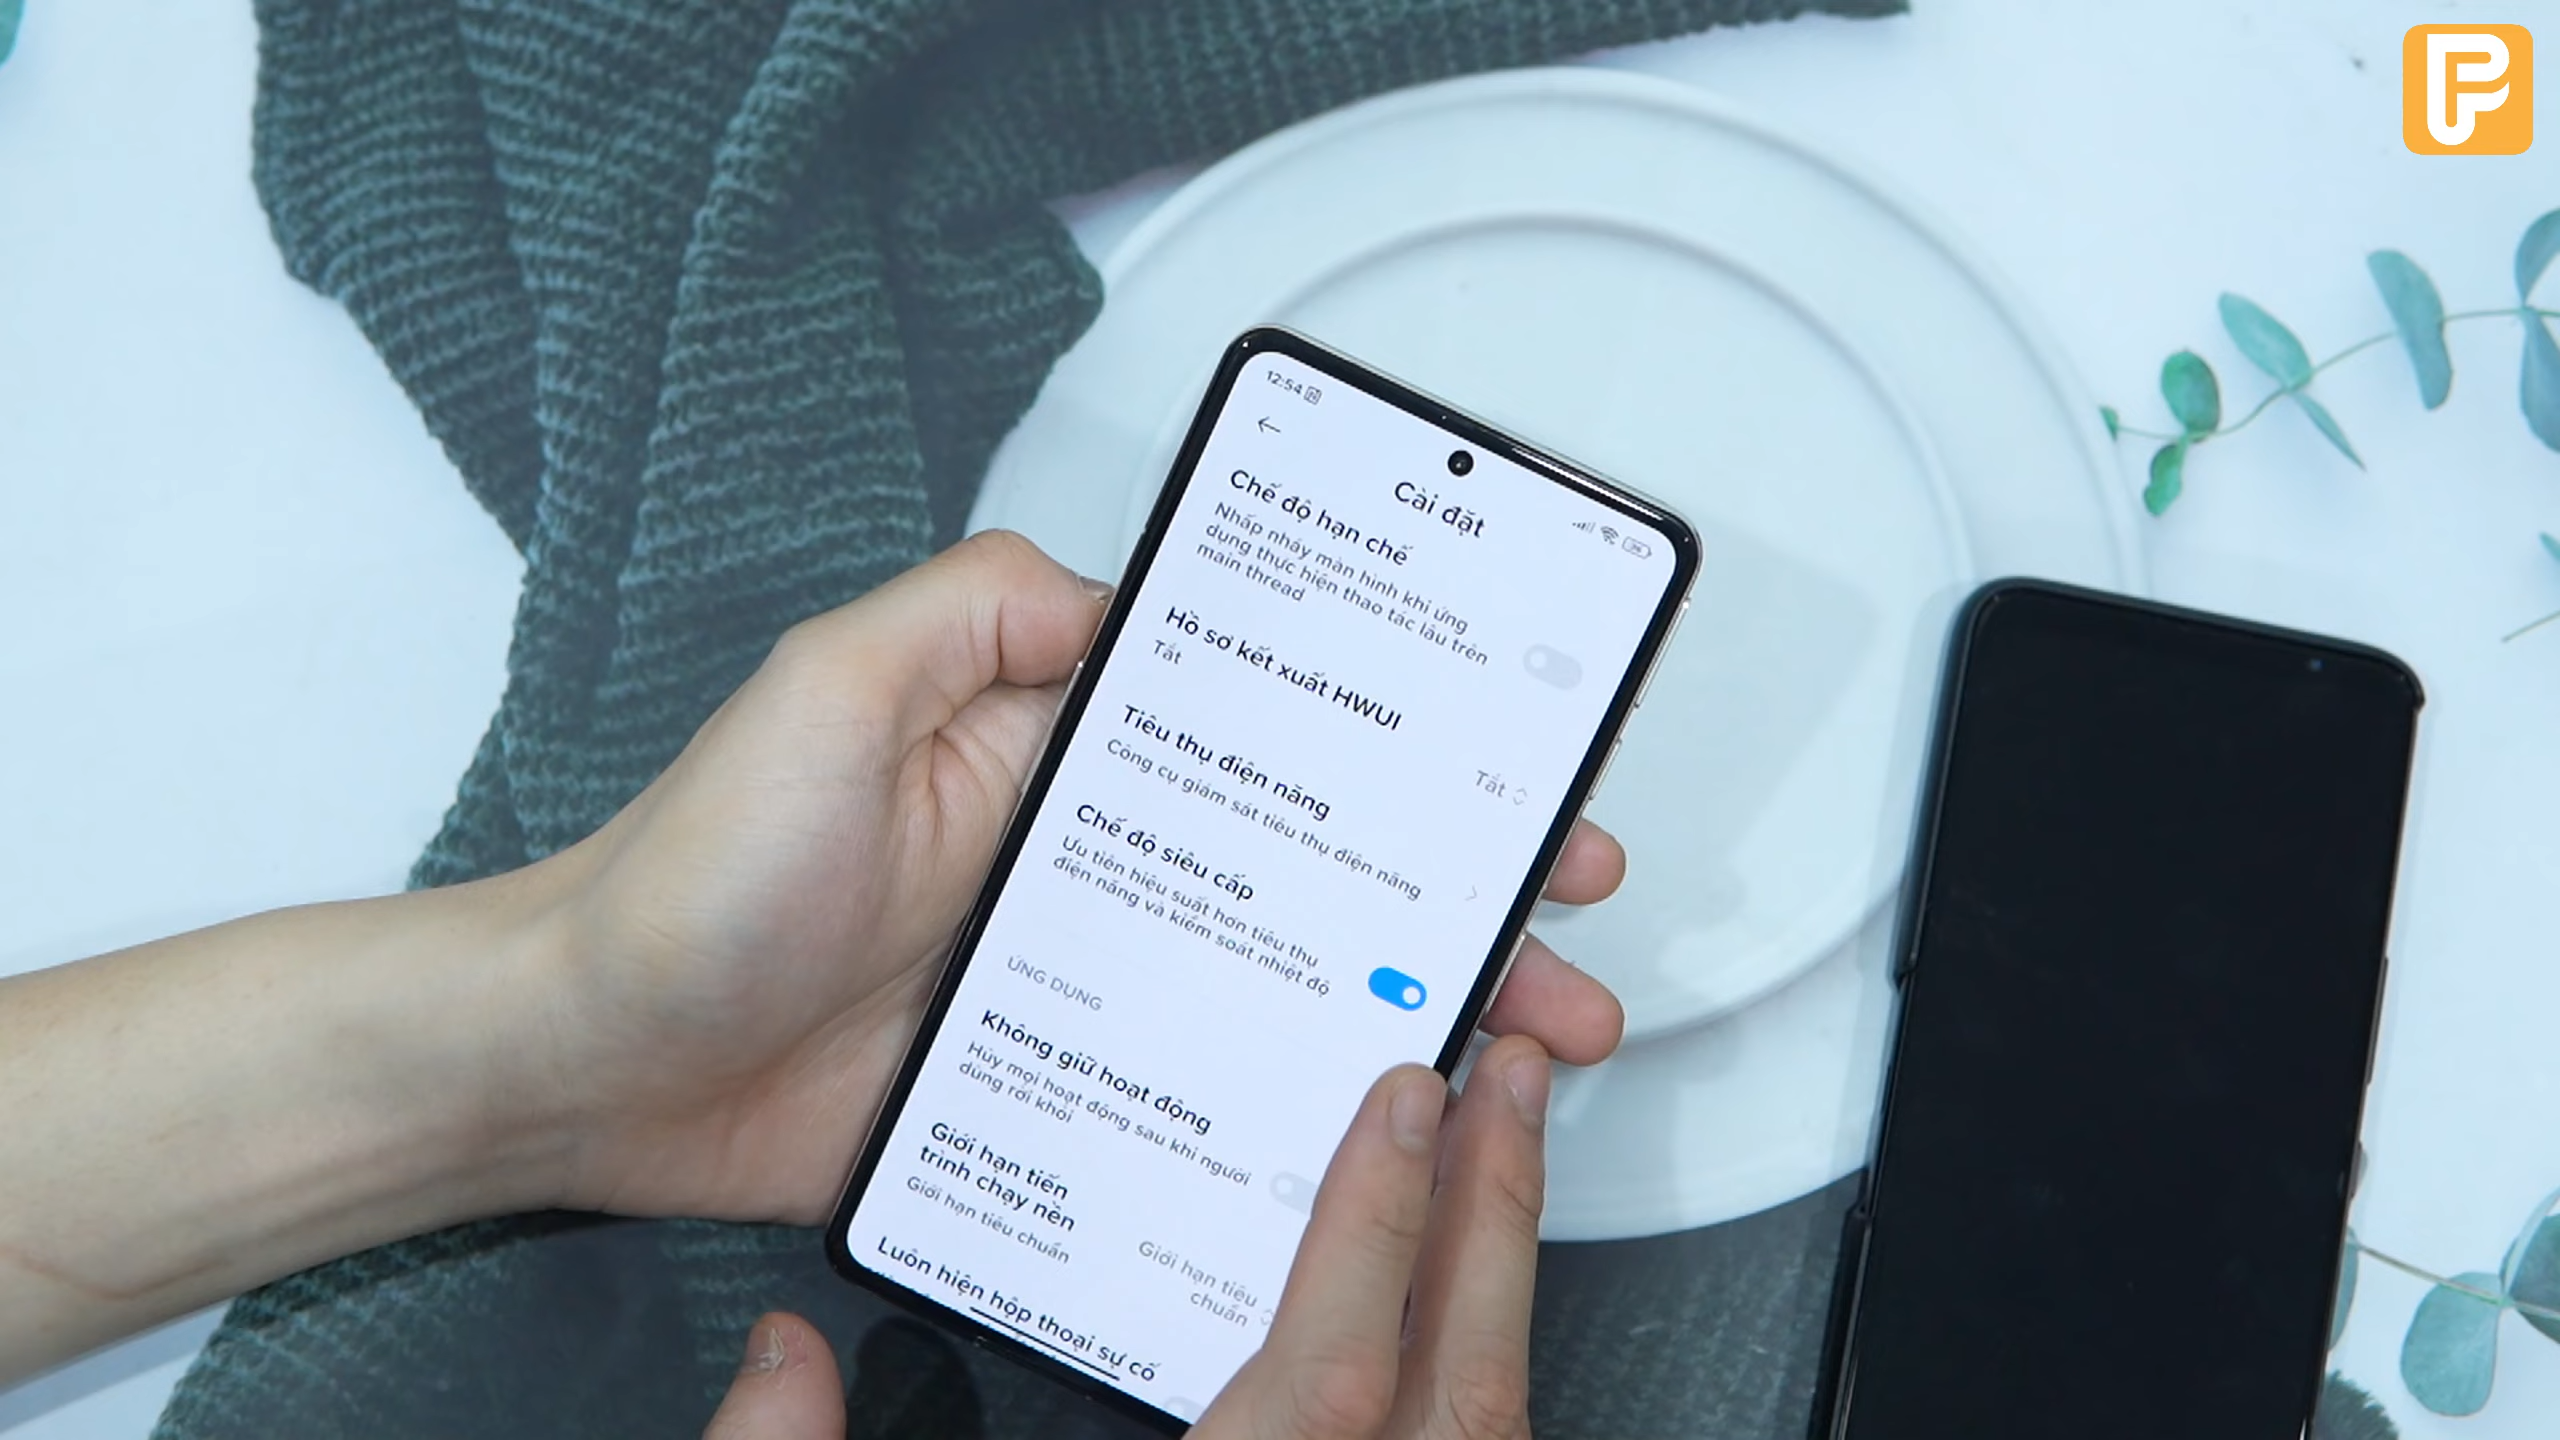 12:54
Cài đặt
Chế độ hạn chế
Nhấp nháy màn hình khi ứng
dụng thực hiện thao tác lâu trên
main thread
Hồ sơ kết xuất HWUI
Tắt
Tắt
Tiêu thụ điện năng
Công cụ giám sát tiêu thụ điện năng
Chế độ siêu cấp
Ưu tiên hiệu suất hơn tiêu thụ
điện năng và kiểm soát nhiệt độ
ỨNG DỤNG
Không giữ hoạt động
Hủy mọi hoạt động sau khi người
dùng rời khỏi
Giới hạn tiến
trình chạy nền
Giới hạn tiêu chuẩn
Giới hạn tiêu
chuẩn
Luôn hiện hộp thoại sự cố